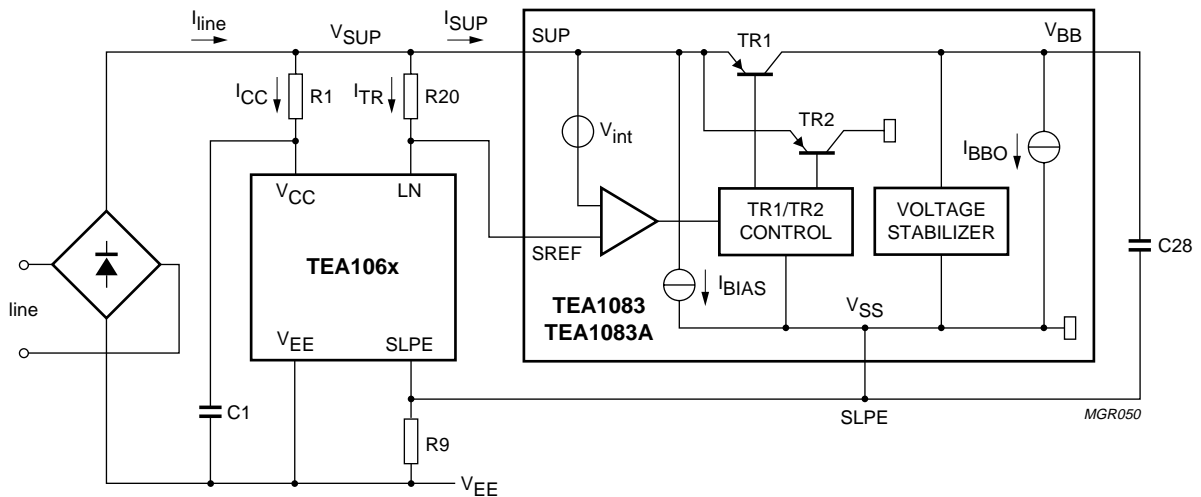 Iline
VSUP
ISUP
SUP
TR1
VBB
ICC
R1
ITR
R20
TR2
Vint
IBBO
VCC
LN
TR1/TR2
CONTROL
VOLTAGE
STABILIZER
C28
SREF
TEA106x
line
IBIAS
TEA1083
TEA1083A
VSS
VEE
SLPE
C1
SLPE
MGR050
R9
VEE